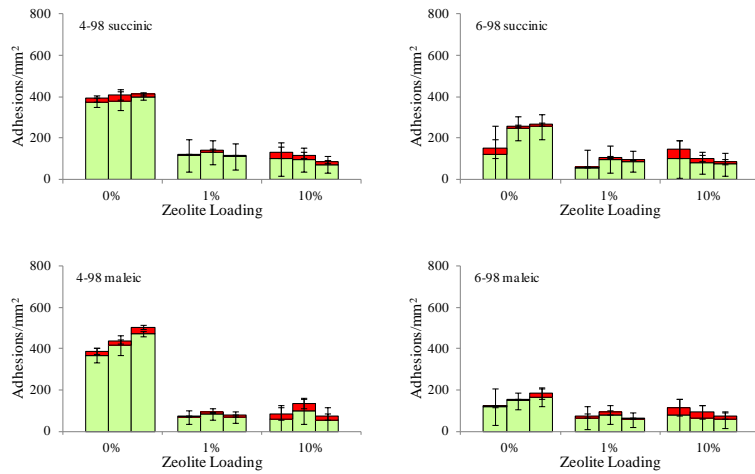 4-98 succinic
Adhesions/mm²
800
600
400
200
0
0% 1% 10%
Zeolite Loading
6-98 succinic
Adhesions/mm²
800
600
400
200
0
0% 1% 10%
Zeolite Loading
4-98 maleic
Adhesions/mm²
800
600
400
200
0
0% 1% 10%
Zeolite Loading
6-98 maleic
Adhesions/mm²
800
600
400
200
0
0% 1% 10%
Zeolite Loading